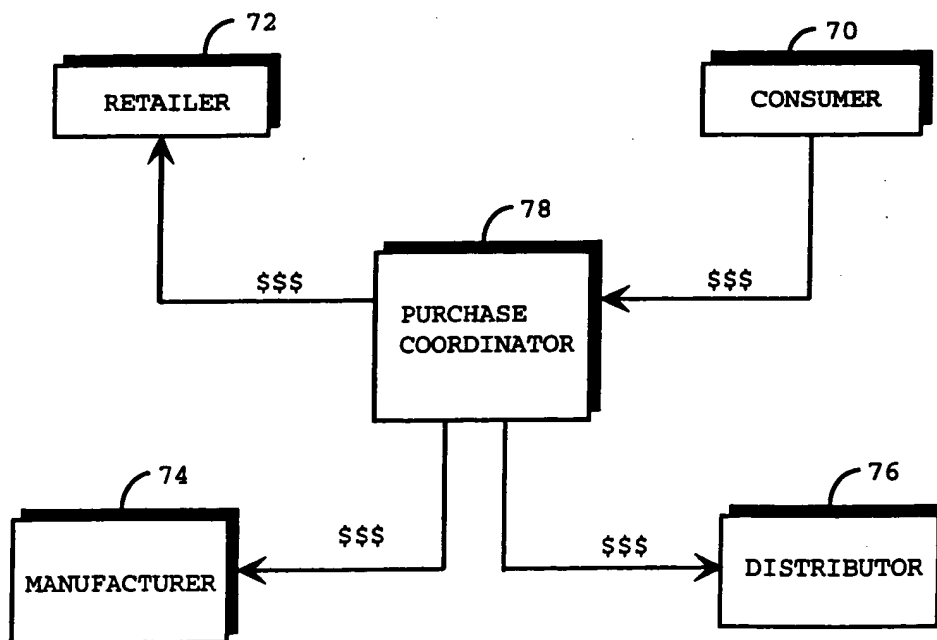 72
70
RETAILER
CONSUMER
78
$$$
$$$
PURCHASE
COORDINATOR
74
76
$$$
$$$
MANUFACTURER
DISTRIBUTOR